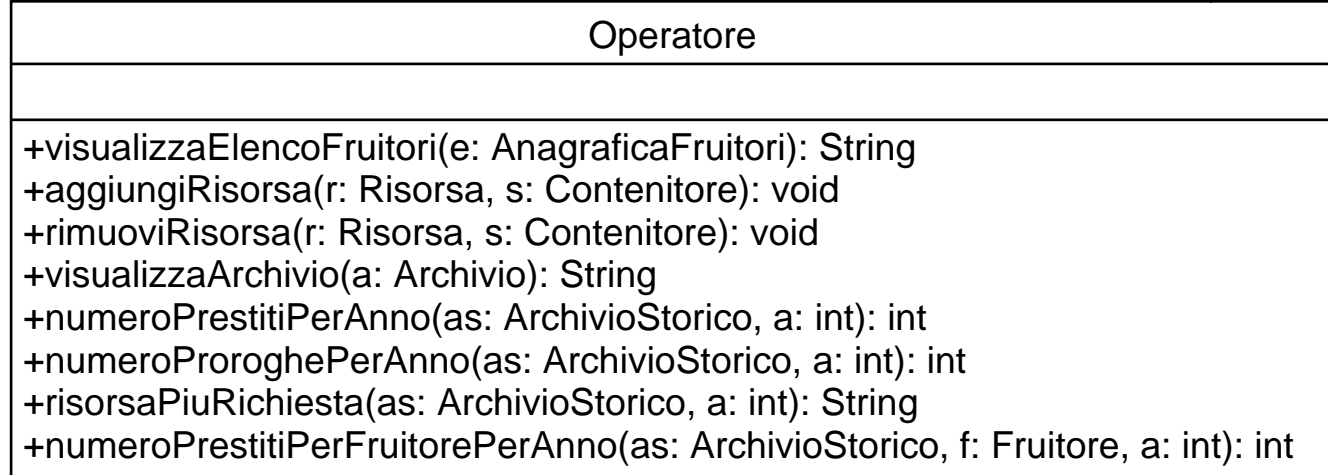 Operatore
+visualizzaElencoFruitori(e: AnagraficaFruitori): String
+aggiungiRisorsa(r: Risorsa, s: Contenitore): void
+rimuoviRisorsa(r: Risorsa, s: Contenitore): void
+visualizzaArchivio(a: Archivio): String
+numeroPrestitiPerAnno(as: ArchivioStorico, a: int): int
+numeroProroghePerAnno(as: ArchivioStorico, a: int): int
+risorsaPiuRichiesta(as: ArchivioStorico, a: int): String
+numeroPrestitiPerFruitorePerAnno(as: ArchivioStorico, f: Fruitore, a: int): int